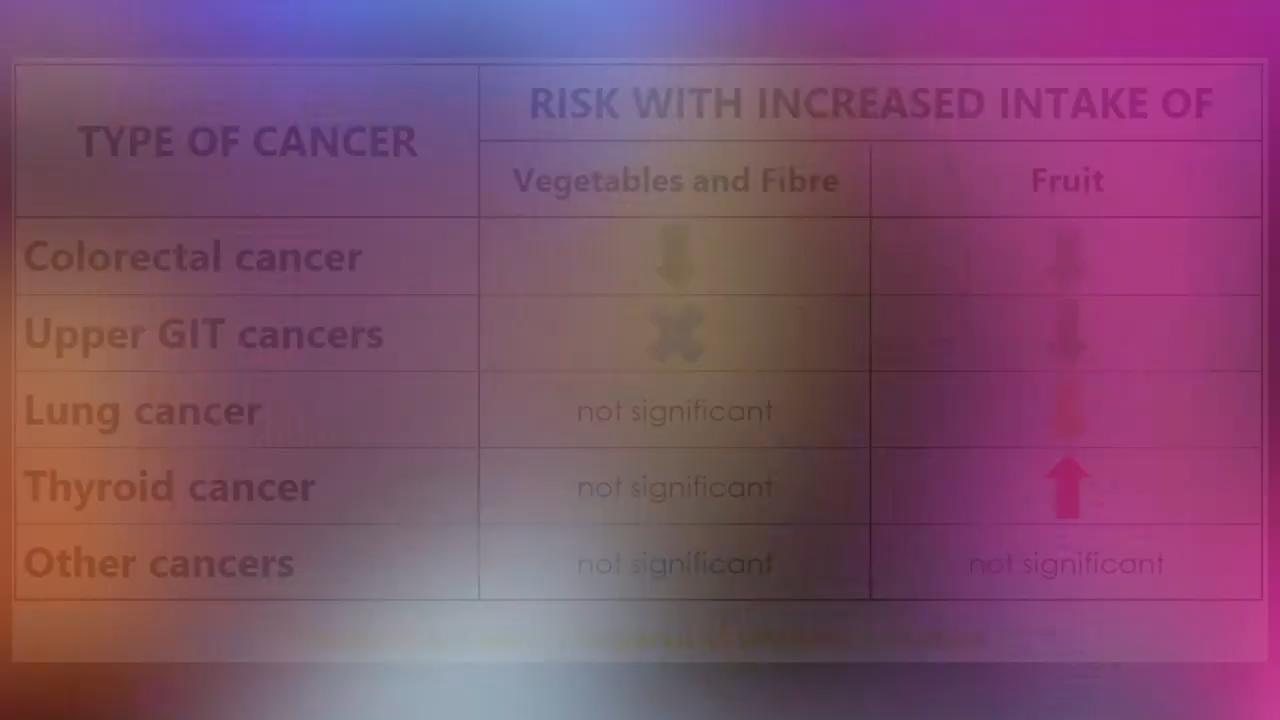 RISK WITH INCREASED INTAKE OF
TYPE OF CANCER
Vegetables and Fibre
Fruit
Colorectal cancer
Upper GIT cancers
Lung cancer
not significant
Thyroid cancer
not significant
Other cancers
not significant
not significant